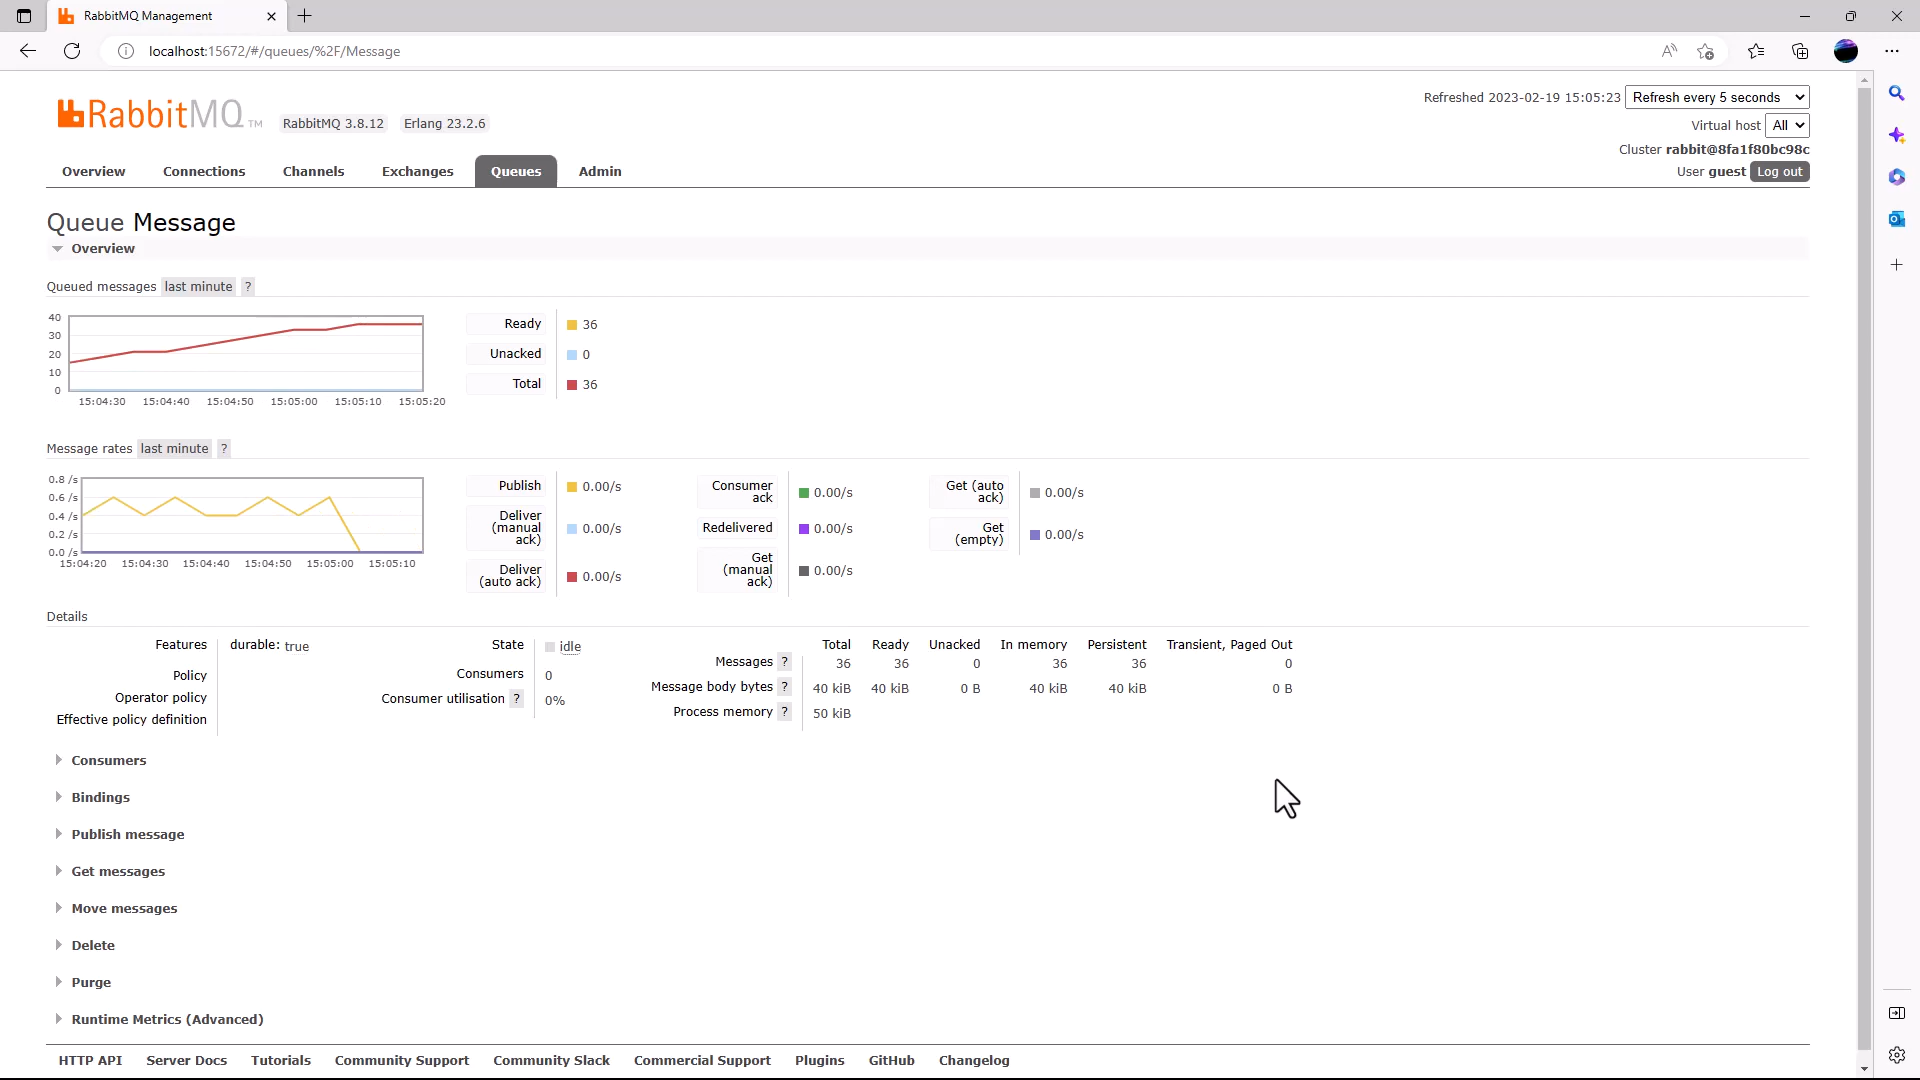 RabbitMQ Management
localhost:15672/#/queues/%2F/Message
RabbitMQ TM
RabbitMQ 3.8.12 Erlang 23.2.6
Refreshed 2023-02-19 15:05:23 Refresh every 5 seconds
Virtual host All
Cluster rabbit@8fa1f80bc98c
User guest Log out
Overview Connections Channels Exchanges Queues Admin
Queue Message
Overview
Queued messages last minute ?
40
30
20
10
0
15:04:30 15:04:40 15:04:50 15:05:00 15:05:10 15:05:20
Ready 36
Unacked 0
Total 36
Message rates last minute ?
0.8 /s
0.6 /s
0.4 /s
0.2 /s
0.0 /s
15:04:20 15:04:30 15:04:40 15:04:50 15:05:00 15:05:10
Publish 0.00/s
Deliver
(manual
ack)
0.00/s
Deliver
(auto ack)
0.00/s
Consumer
ack
0.00/s
Redelivered 0.00/s
Get
(manual
ack)
0.00/s
Get (auto
ack)
0.00/s
Get
(empty)
0.00/s
Details
Features durable: true
Policy
Operator policy
Effective policy definition
State idle
Consumers 0
Consumer utilisation ? 0%
Total Ready Unacked In memory Persistent Transient, Paged Out
Messages ? 36 36 0 36 36 0
Message body bytes ? 40 kiB 40 kiB 0 B 40 kiB 40 kiB 0 B
Process memory ? 50 kiB
Consumers
Bindings
Publish message
Get messages
Move messages
Delete
Purge
Runtime Metrics (Advanced)
HTTP API Server Docs Tutorials Community Support Community Slack Commercial Support Plugins GitHub Changelog